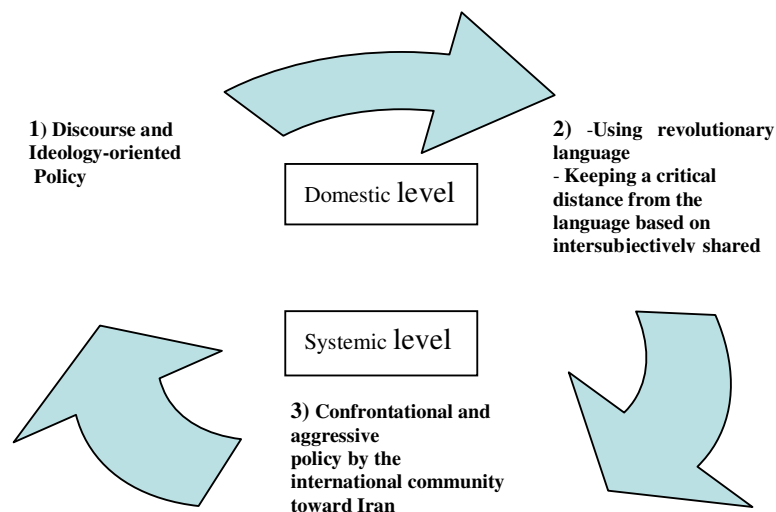 1) Discourse and
Ideology-oriented
Policy
Domestic level
2) -Using revolutionary
language
- Keeping a critical
distance from the
language based on
intersubjectively shared
Systemic level
3) Confrontational and
aggressive
policy by the
international community
toward Iran